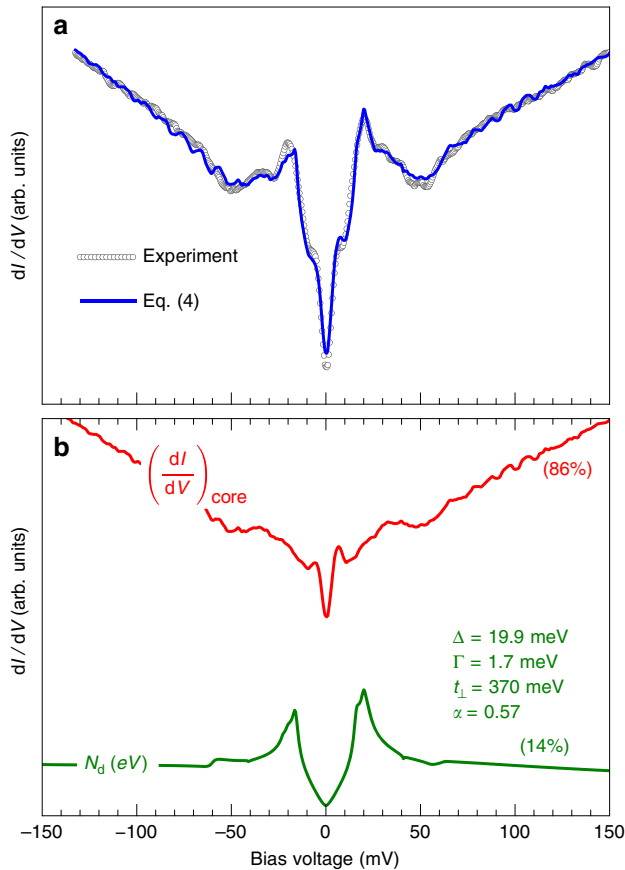 a
dI / dV (arb. units)
Experiment
Eq. (4)
b
(dI/dV)core
(86%)
dI / dV (arb. units)
Δ = 19.9 meV
Γ = 1.7 meV
t⊥ = 370 meV
α = 0.57
(14%)
Nd (eV)
−150 −100 −50 0 50 100 150
Bias voltage (mV)